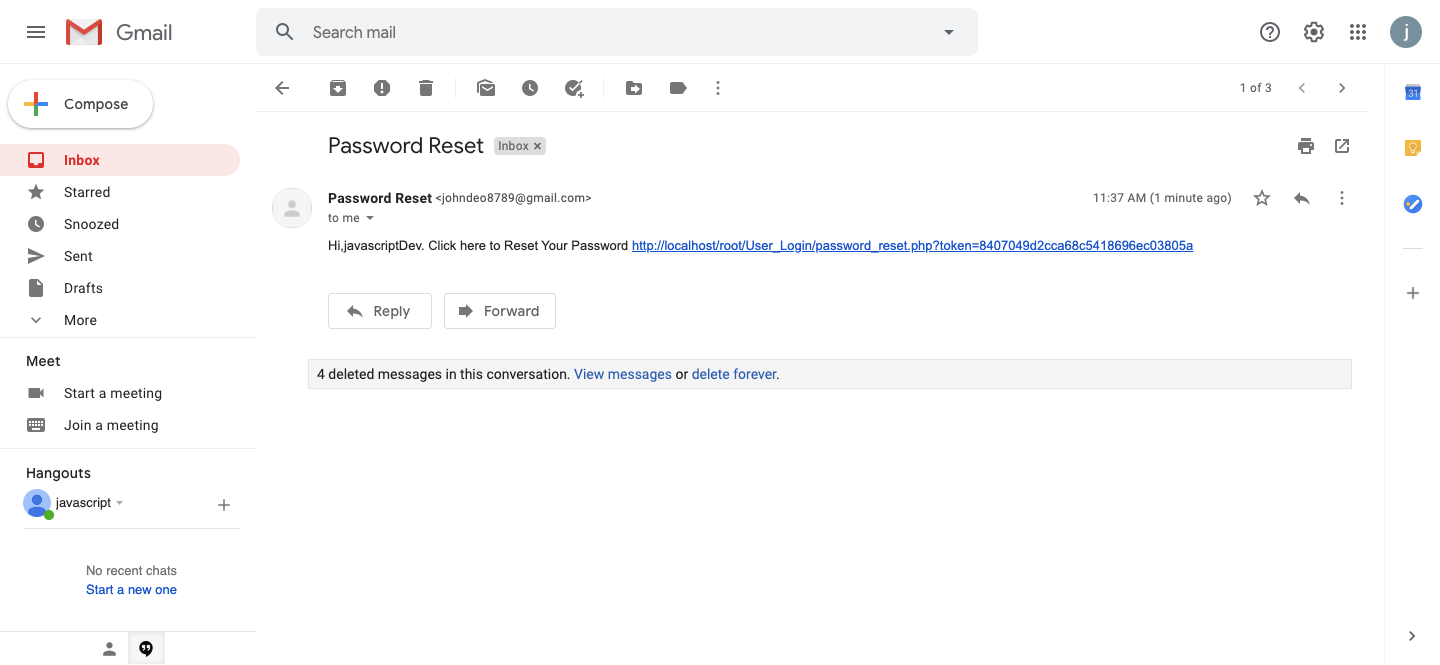 Gmail
Search mail
j
Compose
1 of 3
31
Inbox
Starred
Snoozed
Sent
Drafts
More
Password Reset Inbox ×
Password Reset <johndeo8789@gmail.com>
11:37 AM (1 minute ago)
to me
Hi,javascriptDev. Click here to Reset Your Password http://localhost/root/User_Login/password_reset.php?token=8407049d2cca68c5418696ec03805a
Reply
Forward
4 deleted messages in this conversation. View messages or delete forever.
Meet
Start a meeting
Join a meeting
Hangouts
javascript
No recent chats
Start a new one